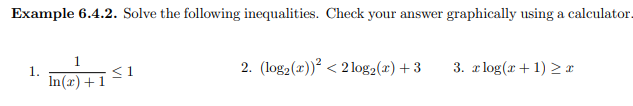 Example 6.4.2. Solve the following inequalities. Check your answer graphically using a calculator.
1. \frac{1}{\ln(x) + 1} ≤ 1 2. (log₂(x))² < 2 log₂(x) + 3 3. x log(x + 1) ≥ x